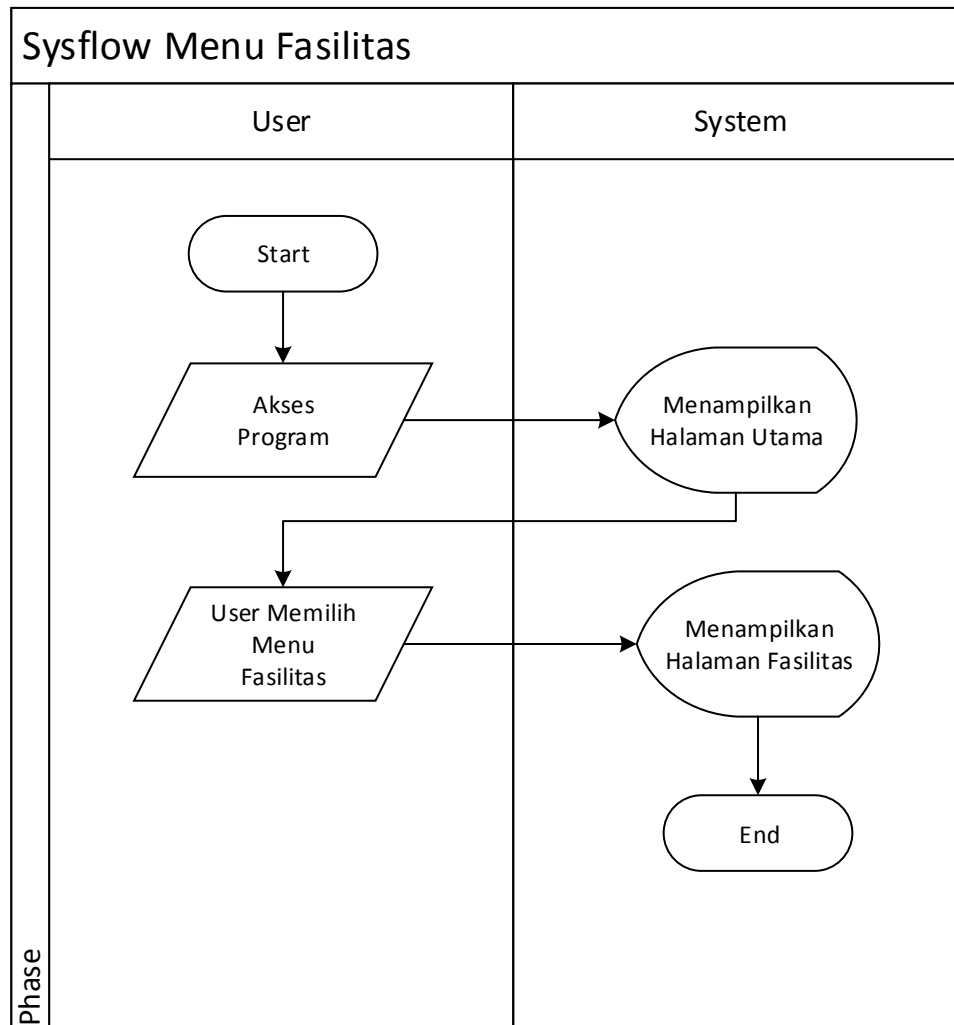 Sysflow Menu Fasilitas
User
System
Start
Akses
Program
Menampilkan
Halaman Utama
User Memilih
Menu
Fasilitas
Menampilkan
Halaman Fasilitas
End
Phase